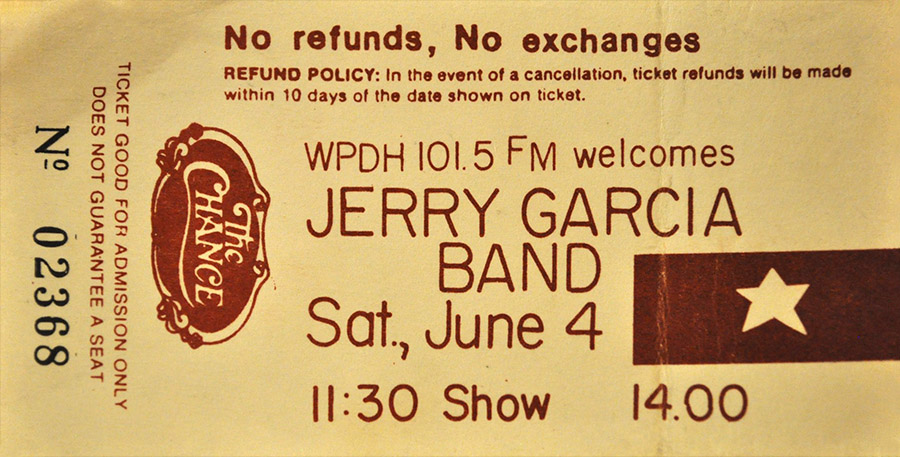 No refunds, No exchanges
REFUND POLICY: In the event of a cancellation, ticket refunds will be made
within 10 days of the date shown on ticket.
TICKET GOOD FOR ADMISSION ONLY
DOES NOT GUARANTEE A SEAT
Nº 02368
The
CHANCE
WPDH 101.5 FM welcomes
JERRY GARCIA
BAND
Sat., June 4
11:30 Show 14.00